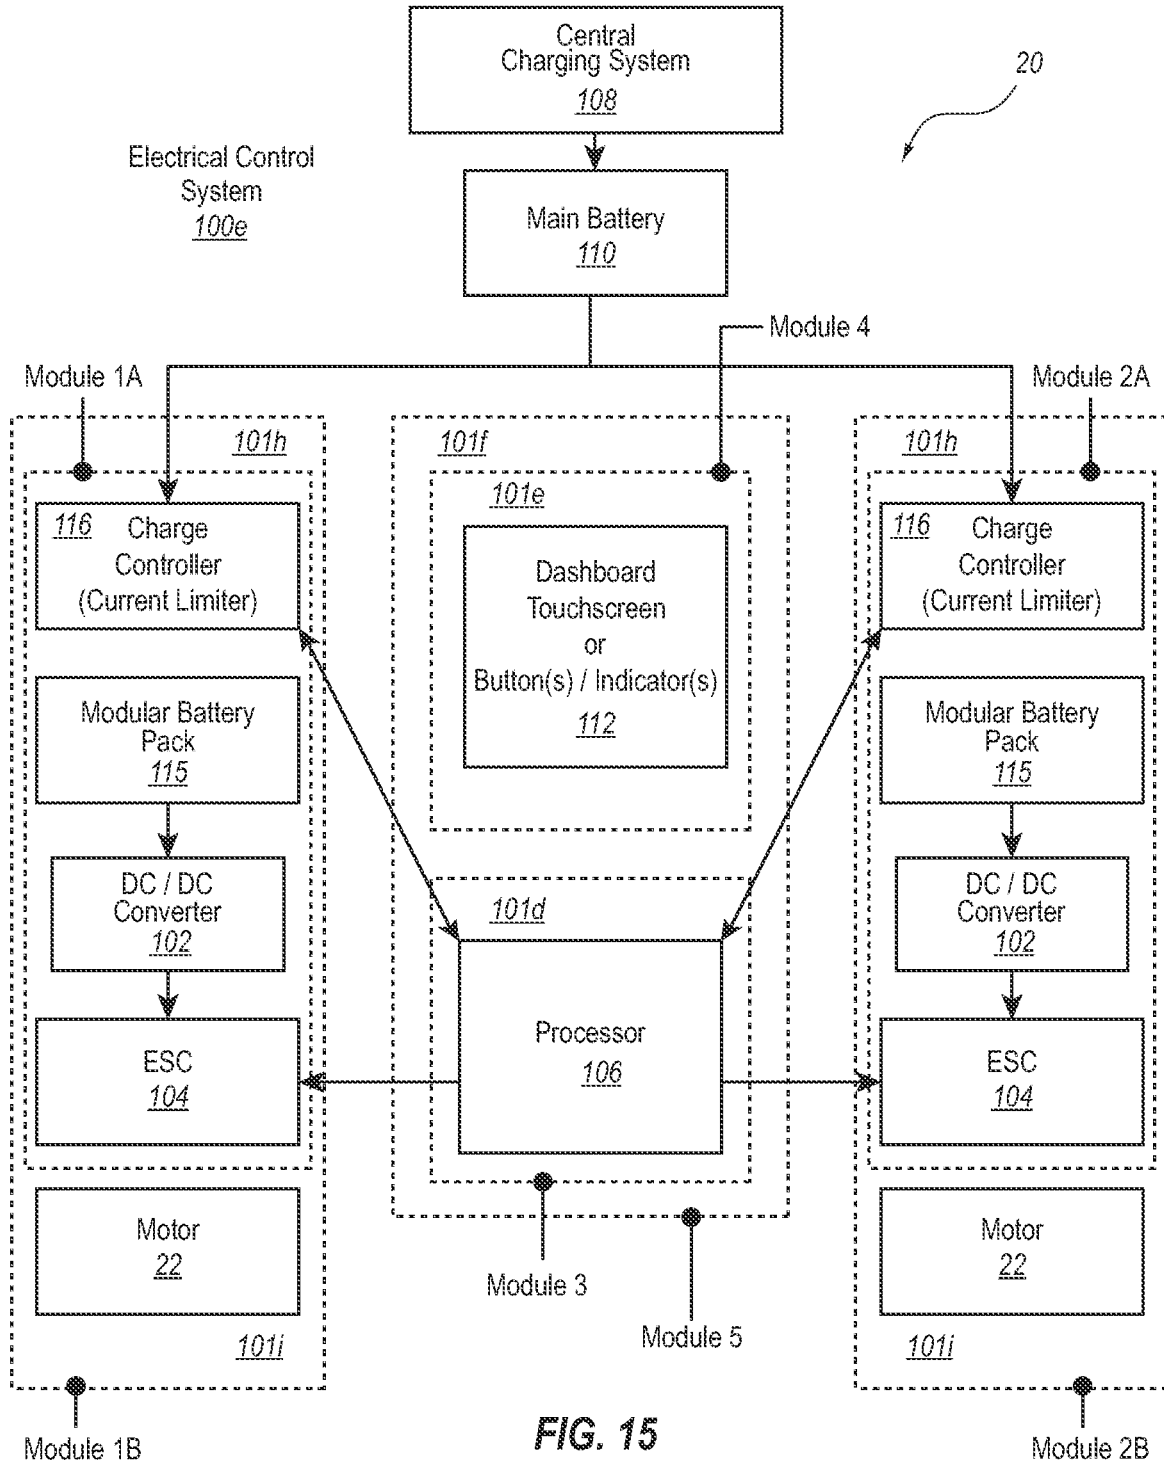 Central
Charging System
108
20
Electrical Control
System
100e
Main Battery
110
Module 4
Module 1A
Module 2A
101h
101f
101h
101e
116
Charge
Controller
(Current Limiter)
Dashboard
Touchscreen
or
Button(s) / Indicator(s)
112
116
Charge
Controller
(Current Limiter)
Modular Battery
Pack
115
Modular Battery
Pack
115
DC / DC
Converter
102
101d
DC / DC
Converter
102
ESC
104
Processor
106
ESC
104
Motor
22
Module 3
Motor
22
Module 5
101i
101i
Module 1B
FIG. 15
Module 2B